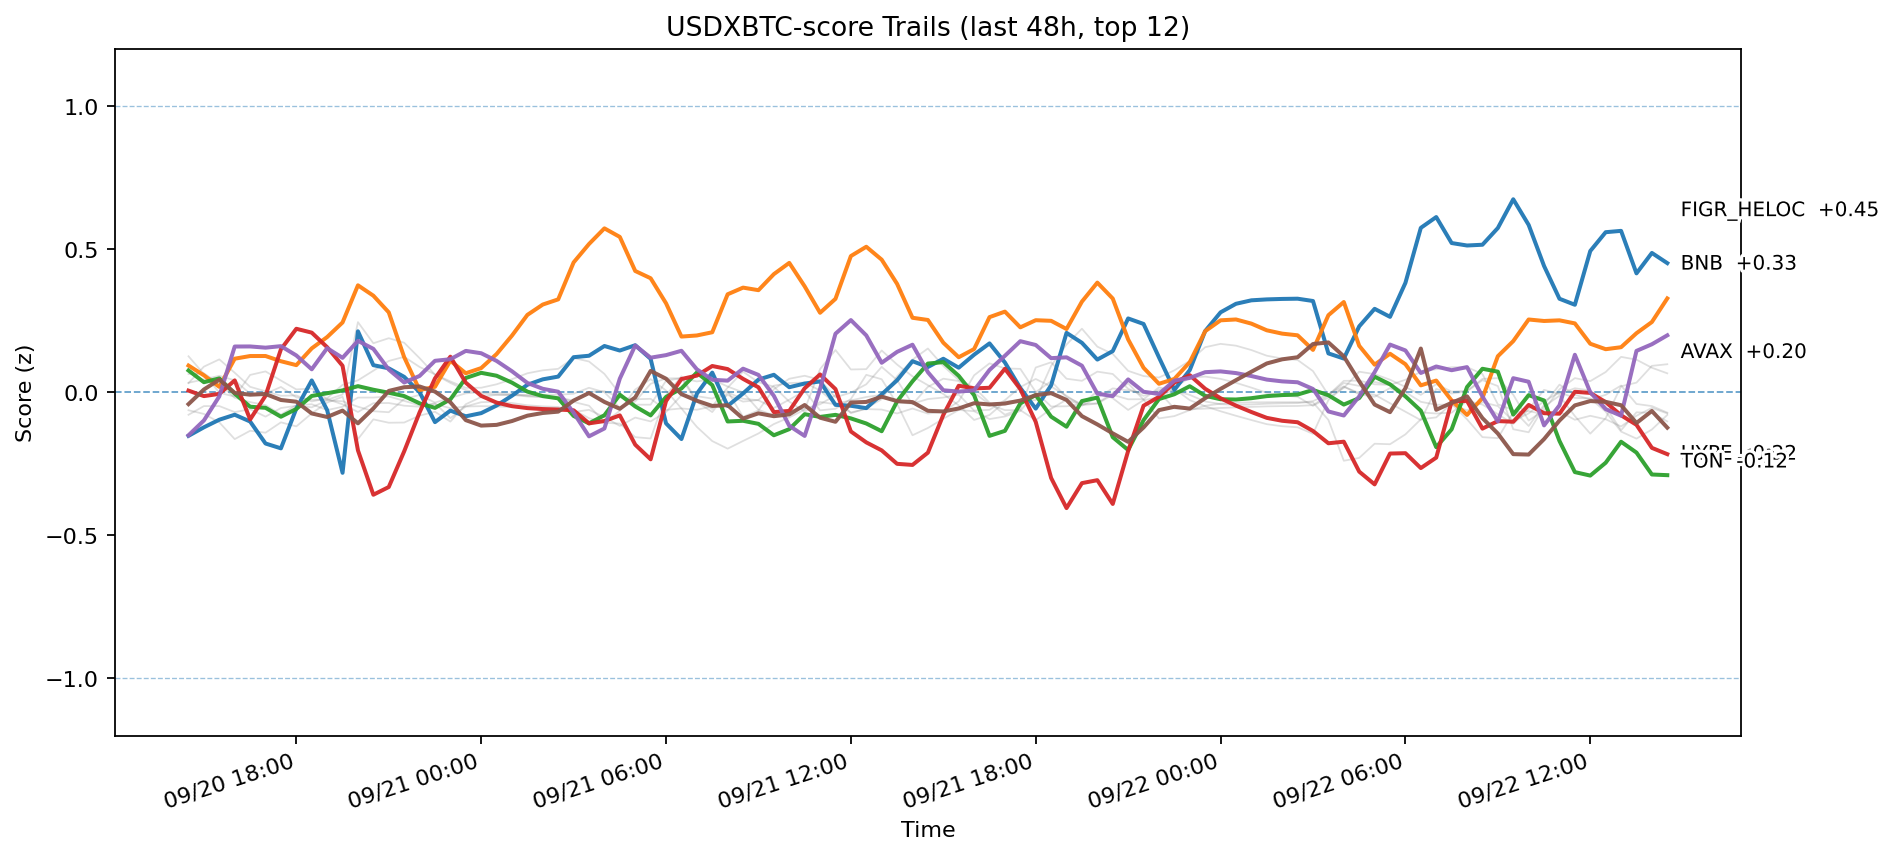 USDXBTC-score Trails (last 48h, top 12)
Score (z)
1.0
0.5
0.0
−0.5
−1.0
FIGR_HELOC +0.45
BNB +0.33
AVAX +0.20
TON -0.12
09/20 18:00
09/21 00:00
09/21 06:00
09/21 12:00
09/21 18:00
09/22 00:00
09/22 06:00
09/22 12:00
Time